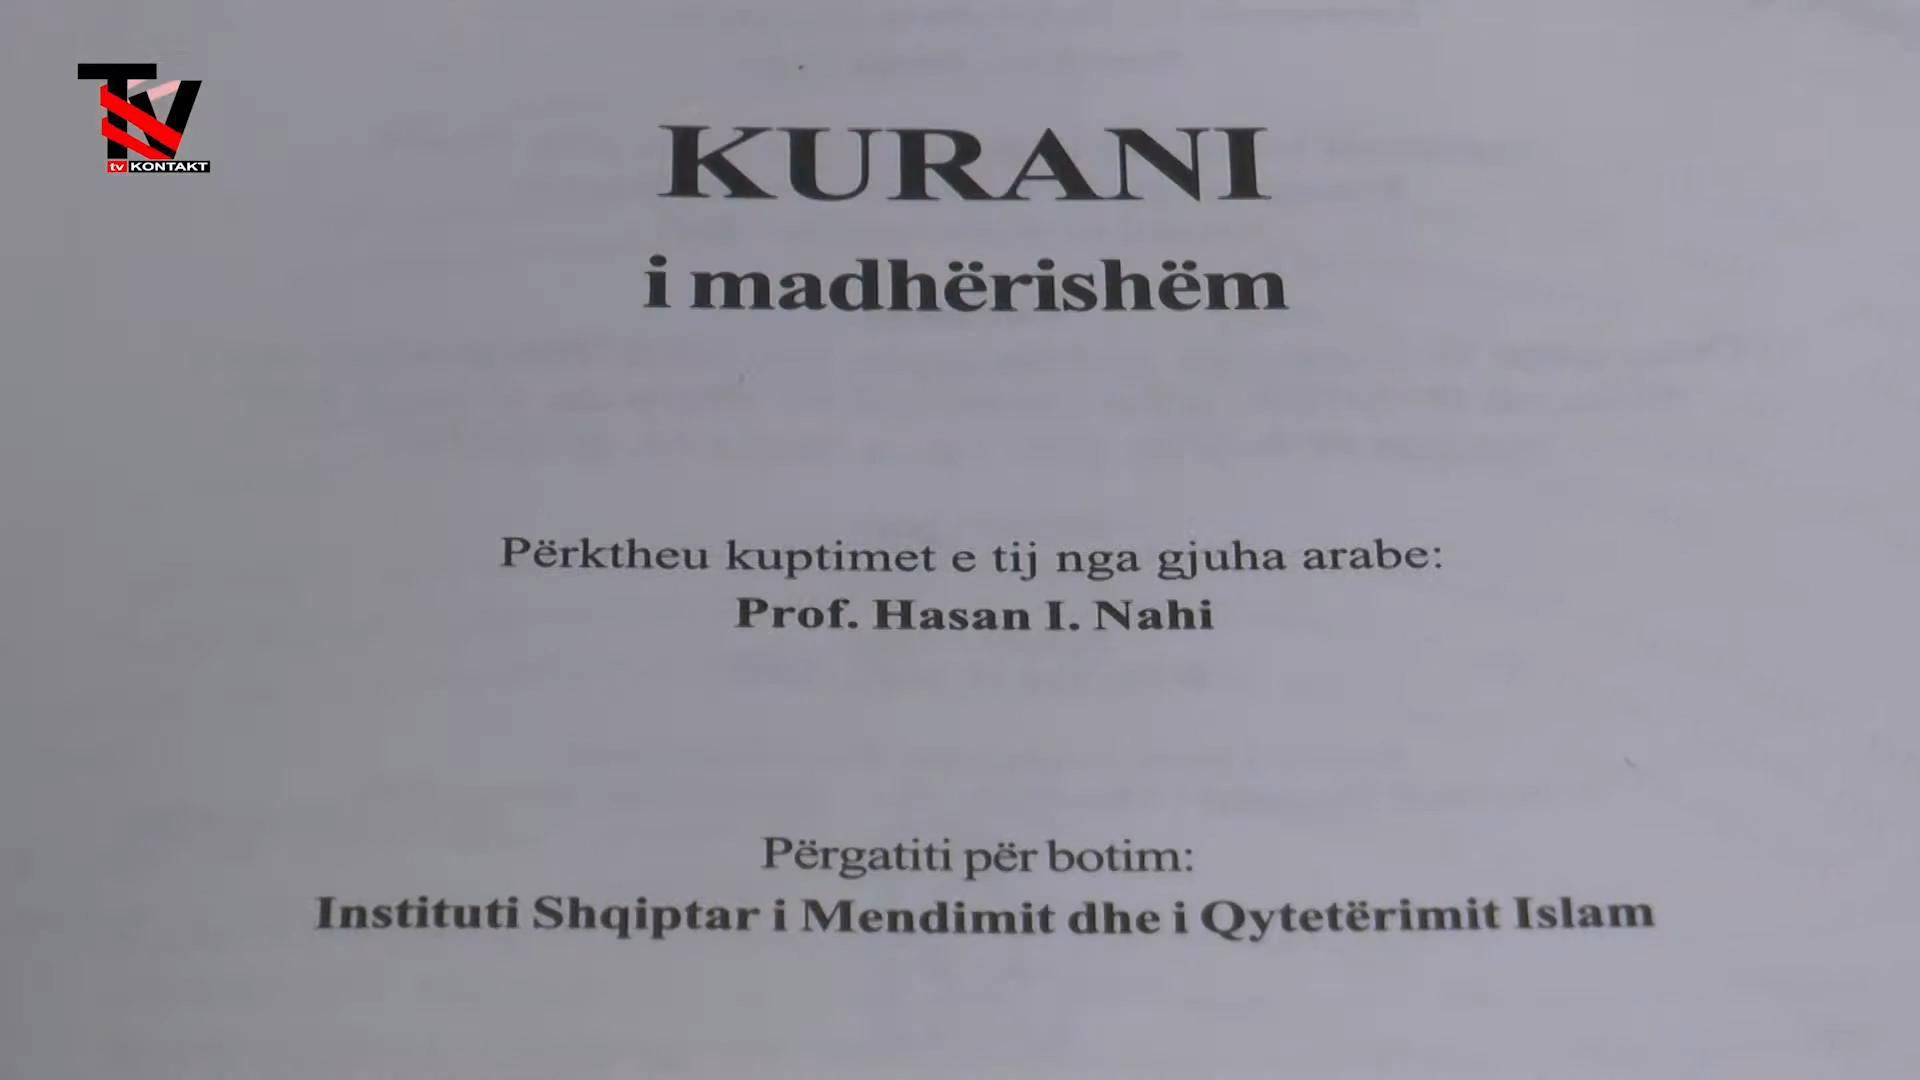 TV
tv KONTAKT
KURANI
i madhërishëm
Përktheu kuptimet e tij nga gjuha arabe:
Prof. Hasan I. Nahi
Përgatiti për botim:
Instituti Shqiptar i Mendimit dhe i Qytetërimit Islam